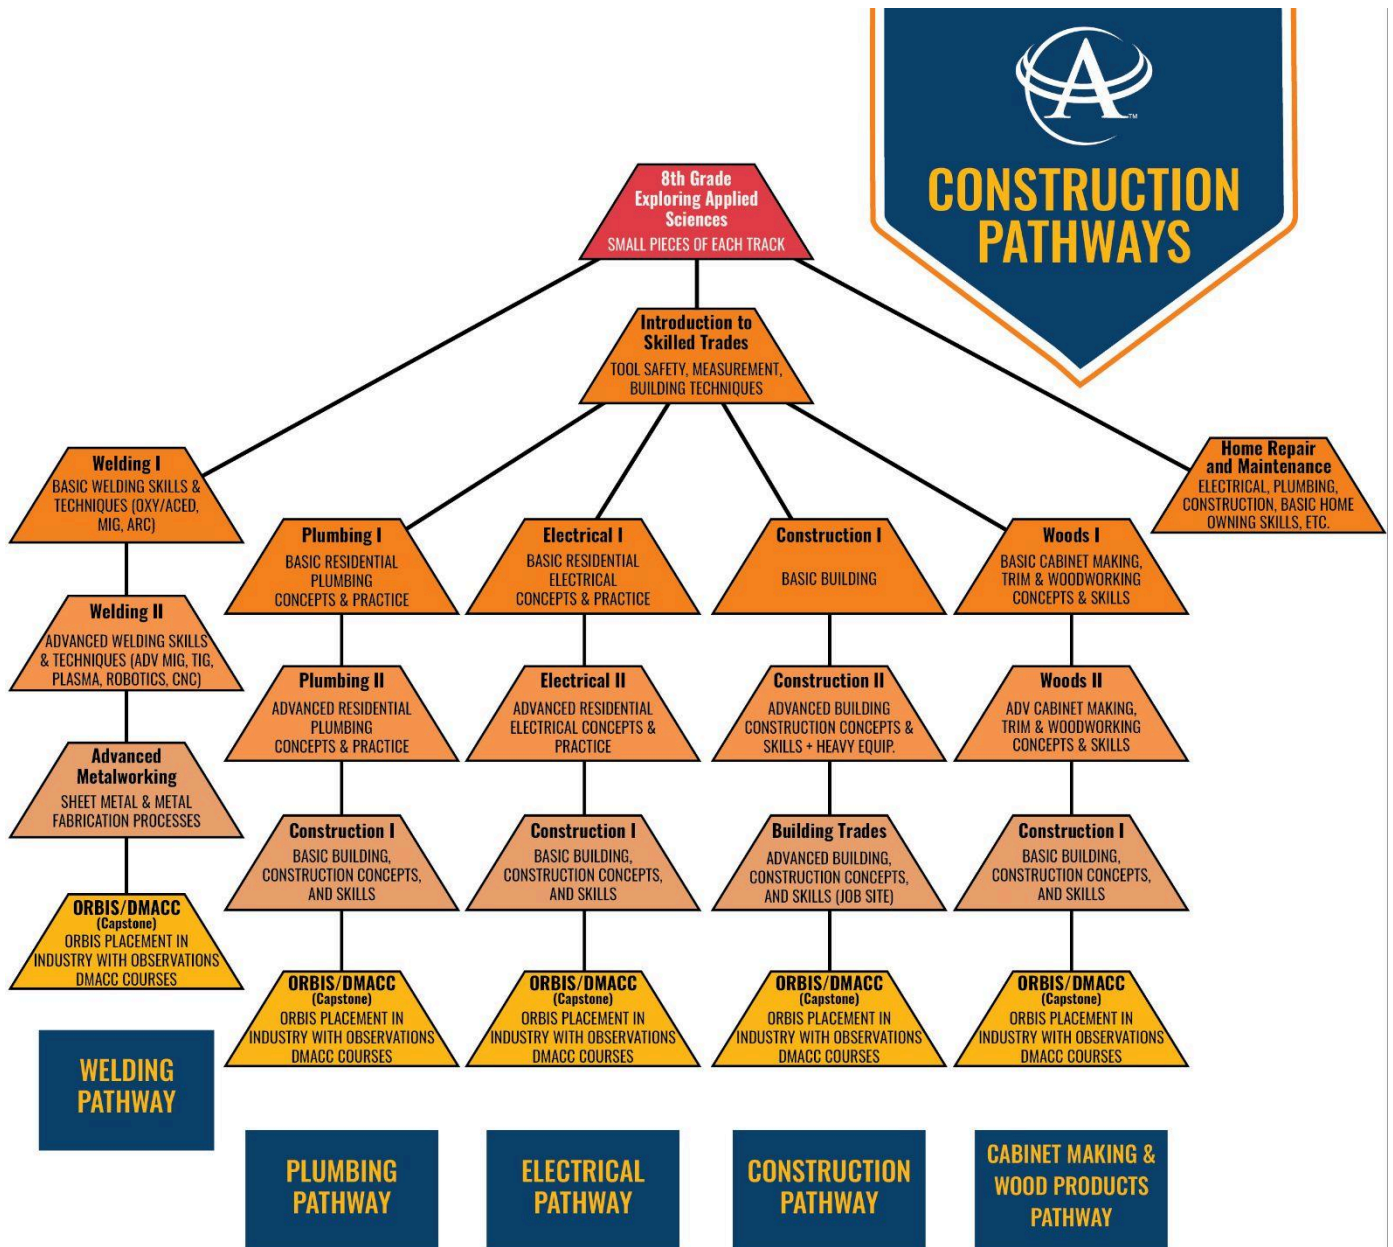 A
TM
CONSTRUCTION
PATHWAYS
8th Grade
Exploring Applied
Sciences
SMALL PIECES OF EACH TRACK
Introduction to
Skilled Trades
TOOL SAFETY, MEASUREMENT,
BUILDING TECHNIQUES
Welding I
BASIC WELDING SKILLS &
TECHNIQUES (OXY/ACED,
MIG, ARC)
Home Repair
and Maintenance
ELECTRICAL, PLUMBING,
CONSTRUCTION, BASIC HOME
OWNING SKILLS, ETC.
Plumbing I
BASIC RESIDENTIAL
PLUMBING
CONCEPTS & PRACTICE
Electrical I
BASIC RESIDENTIAL
ELECTRICAL
CONCEPTS & PRACTICE
Construction I
BASIC BUILDING
Woods I
BASIC CABINET MAKING,
TRIM & WOODWORKING
CONCEPTS & SKILLS
Welding II
ADVANCED WELDING SKILLS
& TECHNIQUES (ADV MIG, TIG,
PLASMA, ROBOTICS, CNC)
Plumbing II
ADVANCED RESIDENTIAL
PLUMBING
CONCEPTS & PRACTICE
Electrical II
ADVANCED RESIDENTIAL
ELECTRICAL CONCEPTS &
PRACTICE
Construction II
ADVANCED BUILDING
CONSTRUCTION CONCEPTS &
SKILLS + HEAVY EQUIP.
Woods II
ADV CABINET MAKING,
TRIM & WOODWORKING
CONCEPTS & SKILLS
Advanced
Metalworking
SHEET METAL & METAL
FABRICATION PROCESSES
Construction I
BASIC BUILDING,
CONSTRUCTION CONCEPTS,
AND SKILLS
Construction I
BASIC BUILDING,
CONSTRUCTION CONCEPTS,
AND SKILLS
Building Trades
ADVANCED BUILDING,
CONSTRUCTION CONCEPTS,
AND SKILLS (JOB SITE)
Construction I
BASIC BUILDING,
CONSTRUCTION CONCEPTS,
AND SKILLS
ORBIS/DMACC
(Capstone)
ORBIS PLACEMENT IN
INDUSTRY WITH OBSERVATIONS
DMACC COURSES
ORBIS/DMACC
(Capstone)
ORBIS PLACEMENT IN
INDUSTRY WITH OBSERVATIONS
DMACC COURSES
ORBIS/DMACC
(Capstone)
ORBIS PLACEMENT IN
INDUSTRY WITH OBSERVATIONS
DMACC COURSES
ORBIS/DMACC
(Capstone)
ORBIS PLACEMENT IN
INDUSTRY WITH OBSERVATIONS
DMACC COURSES
ORBIS/DMACC
(Capstone)
ORBIS PLACEMENT IN
INDUSTRY WITH OBSERVATIONS
DMACC COURSES
WELDING
PATHWAY
PLUMBING
PATHWAY
ELECTRICAL
PATHWAY
CONSTRUCTION
PATHWAY
CABINET MAKING &
WOOD PRODUCTS
PATHWAY